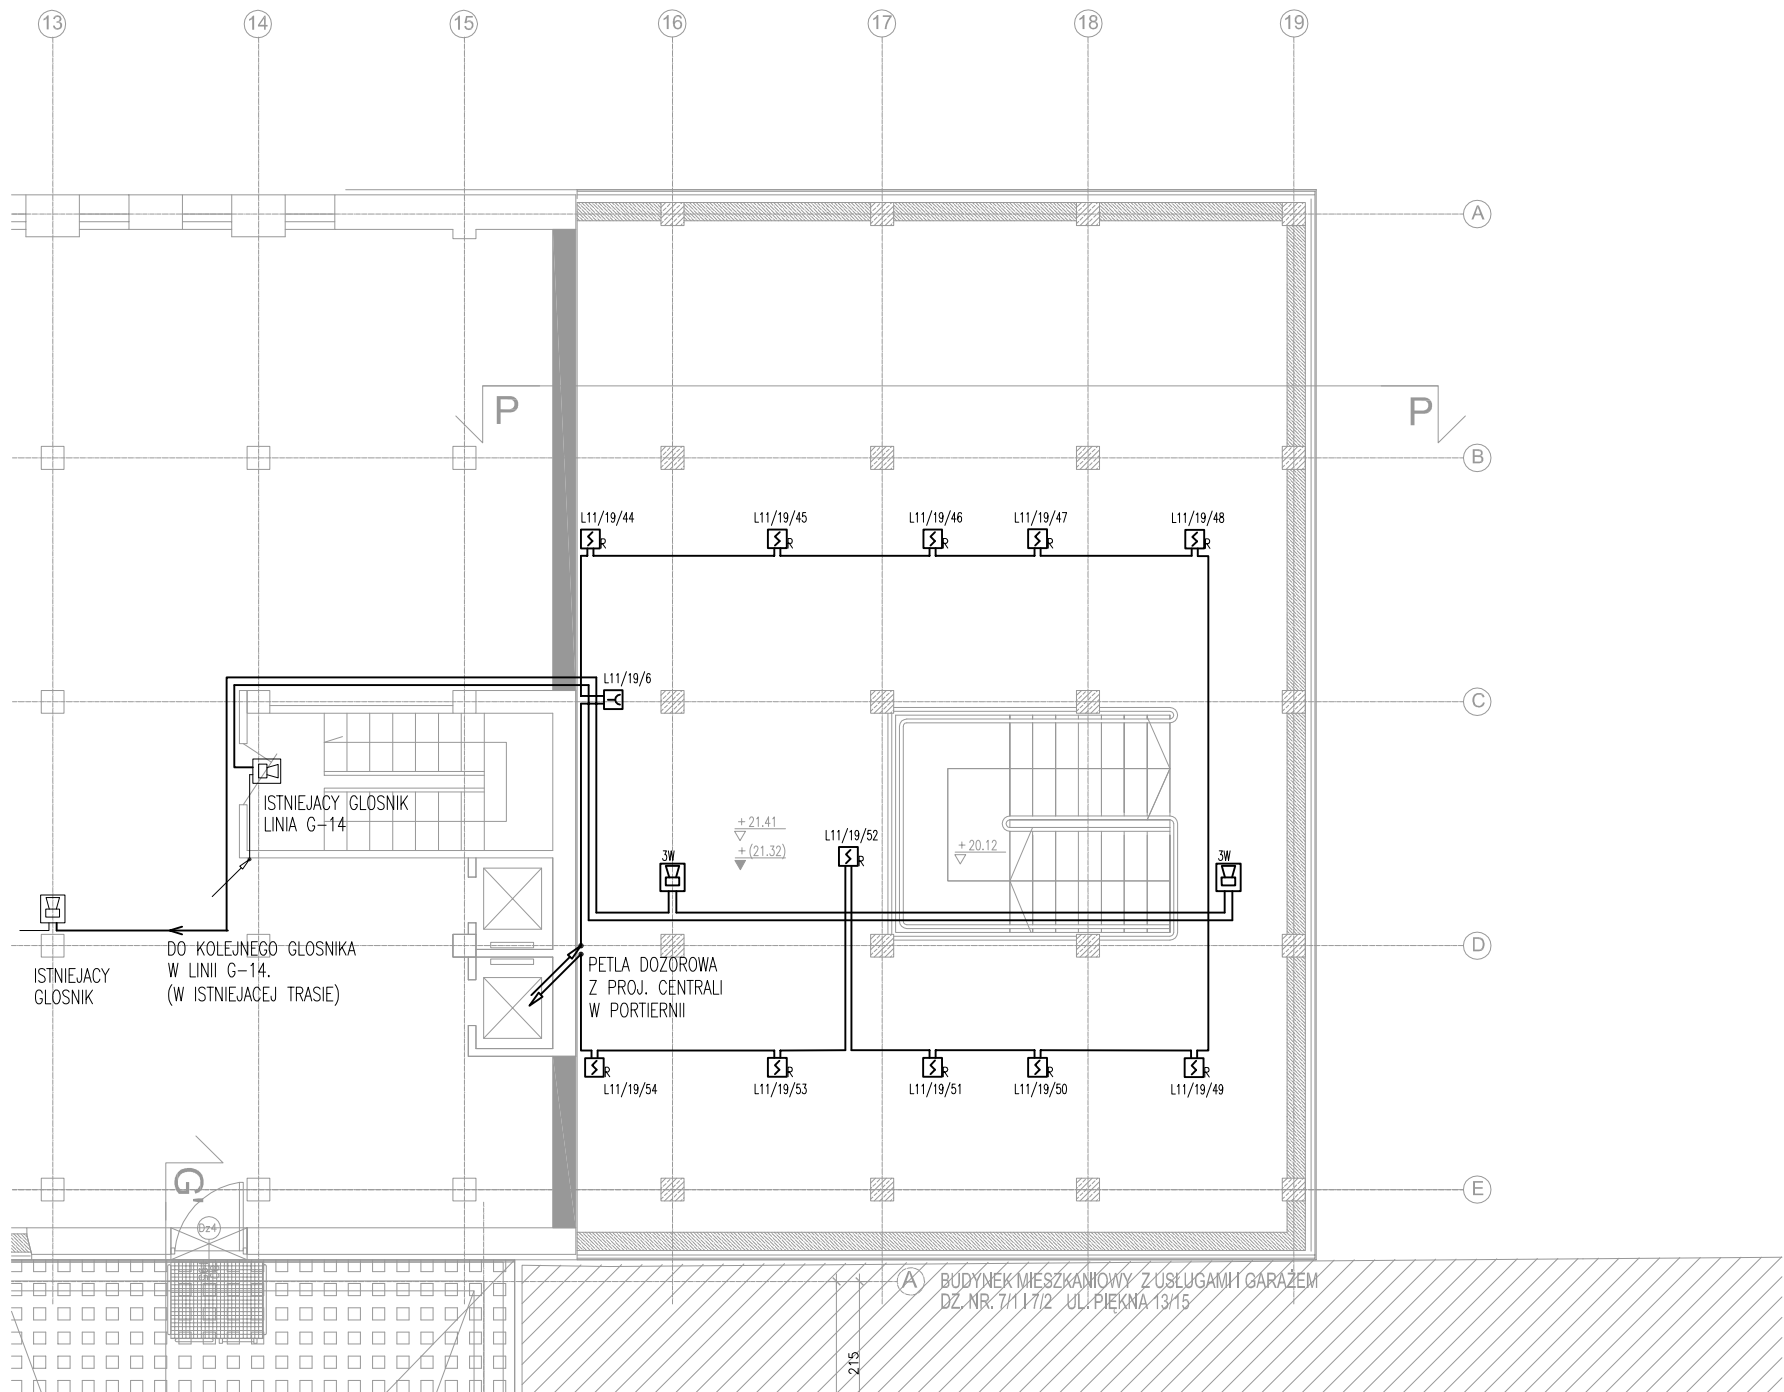 13
14
15
16
17
18
19
A
P
P
B
L11/19/44
L11/19/45
L11/19/46
L11/19/47
L11/19/48
R
R
R
R
R
L11/19/6
C
ISTNIEJACY GLOSNIK
LINIA G-14
+21.41
+(21.32)
L11/19/52
R
+20.12
3W
3W
DO KOLEJNEGO GLOSNIKA
W LINII G-14.
(W ISTNIEJACEJ TRASIE)
ISTNIEJACY
GLOSNIK
D
PETLA DOZOROWA
Z PROJ. CENTRALI
W PORTIERNII
R
R
R
R
R
L11/19/54
L11/19/53
L11/19/51
L11/19/50
L11/19/49
G'
E
Dz4
A
BUDYNEK MIESZKANIOWY Z USŁUGAMI I GARAŻEM
DZ. NR. 7/1 I 7/2 UL. PIĘKNA 13/15
215